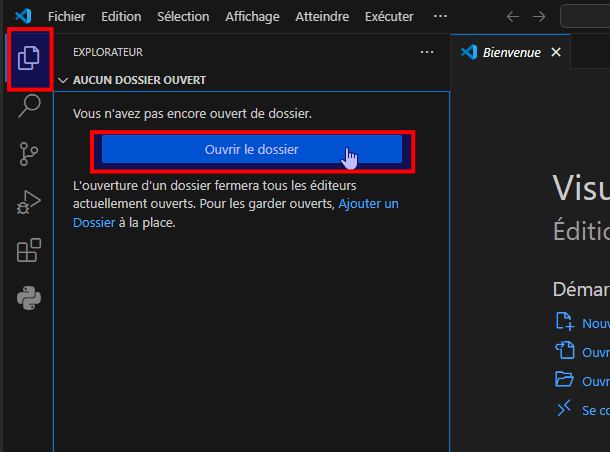 Fichier Edition Sélection Affichage Atteindre Exécuter ···
EXPLORATEUR ···
Bienvenue
AUCUN DOSSIER OUVERT
Vous n'avez pas encore ouvert de dossier.
Ouvrir le dossier
L'ouverture d'un dossier fermera tous les éditeurs
actuellement ouverts. Pour les garder ouverts, Ajouter un
Dossier à la place.
Visu
Éditic
Démar
Nouv
Ouvr
Ouvr
Se co